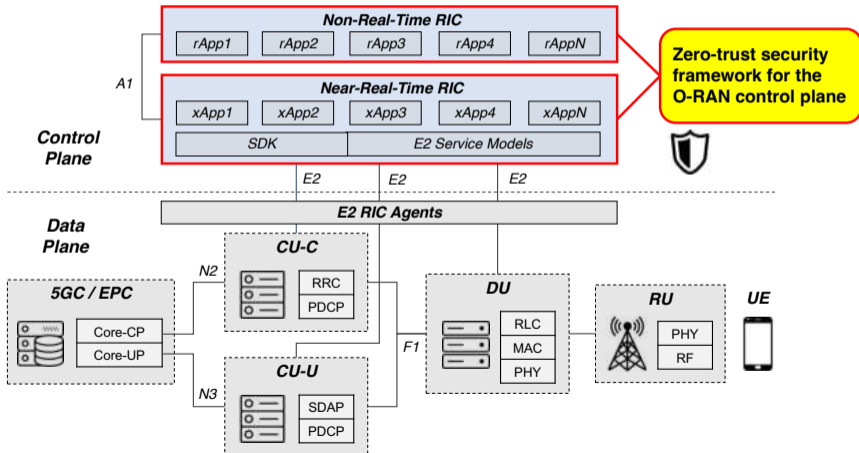 Non-Real-Time RIC
rApp1
rApp2
rApp3
rApp4
rAppN
A1
Near-Real-Time RIC
xApp1
xApp2
xApp3
xApp4
xAppN
SDK
E2 Service Models
Zero-trust security
framework for the
O-RAN control plane
Control
Plane
E2
E2
E2
Data
Plane
E2 RIC Agents
CU-C
RRC
PDCP
N2
5GC / EPC
Core-CP
Core-UP
N3
CU-U
SDAP
PDCP
F1
DU
RLC
MAC
PHY
RU
PHY
RF
UE